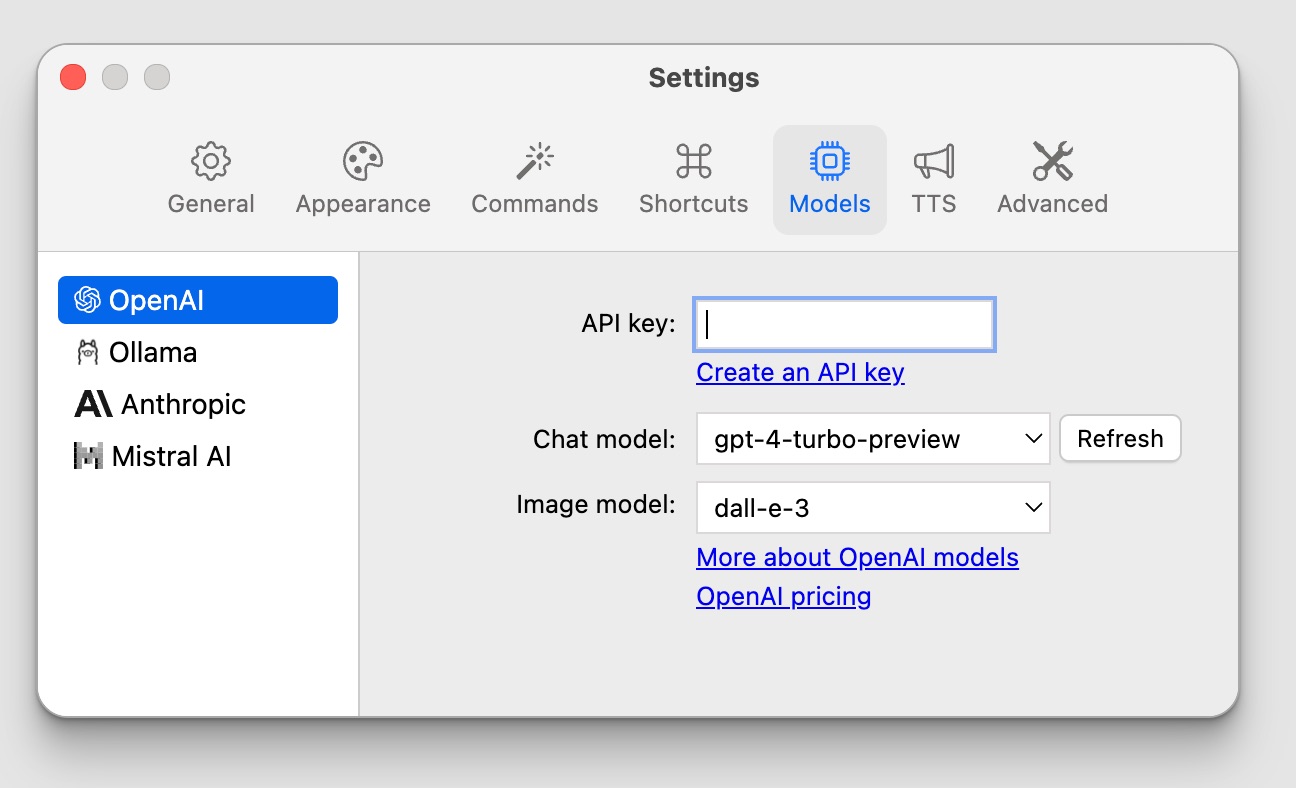 Settings
General Appearance Commands Shortcuts Models TTS Advanced
OpenAI
Ollama
Anthropic
Mistral AI
API key:
Create an API key
Chat model: gpt-4-turbo-preview Refresh
Image model: dall-e-3
More about OpenAI models
OpenAI pricing